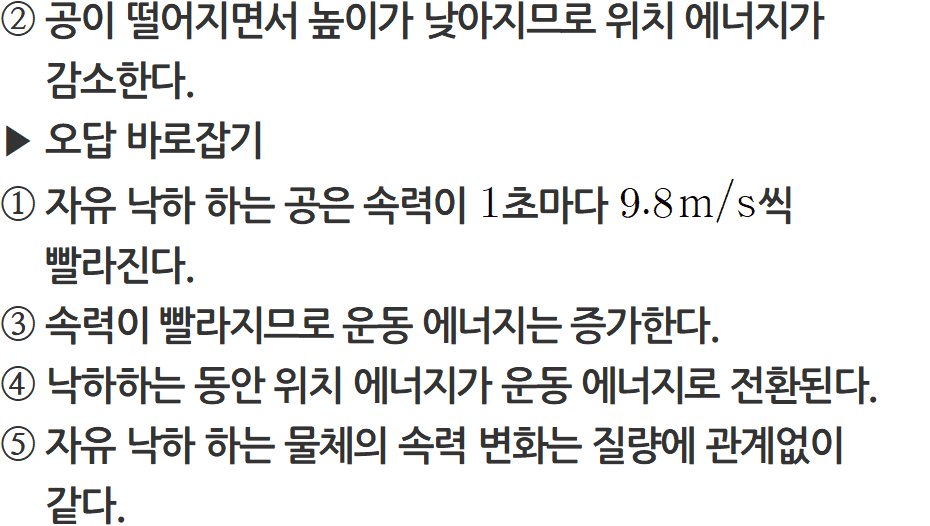 ② 공이 떨어지면서 높이가 낮아지므로 위치 에너지가
감소한다.
▶ 오답 바로잡기
① 자유 낙하 하는 공은 속력이 1초마다 9.8m/s씩
빨라진다.
③ 속력이 빨라지므로 운동 에너지는 증가한다.
④ 낙하하는 동안 위치 에너지가 운동 에너지로 전환된다.
⑤ 자유 낙하 하는 물체의 속력 변화는 질량에 관계없이
같다.